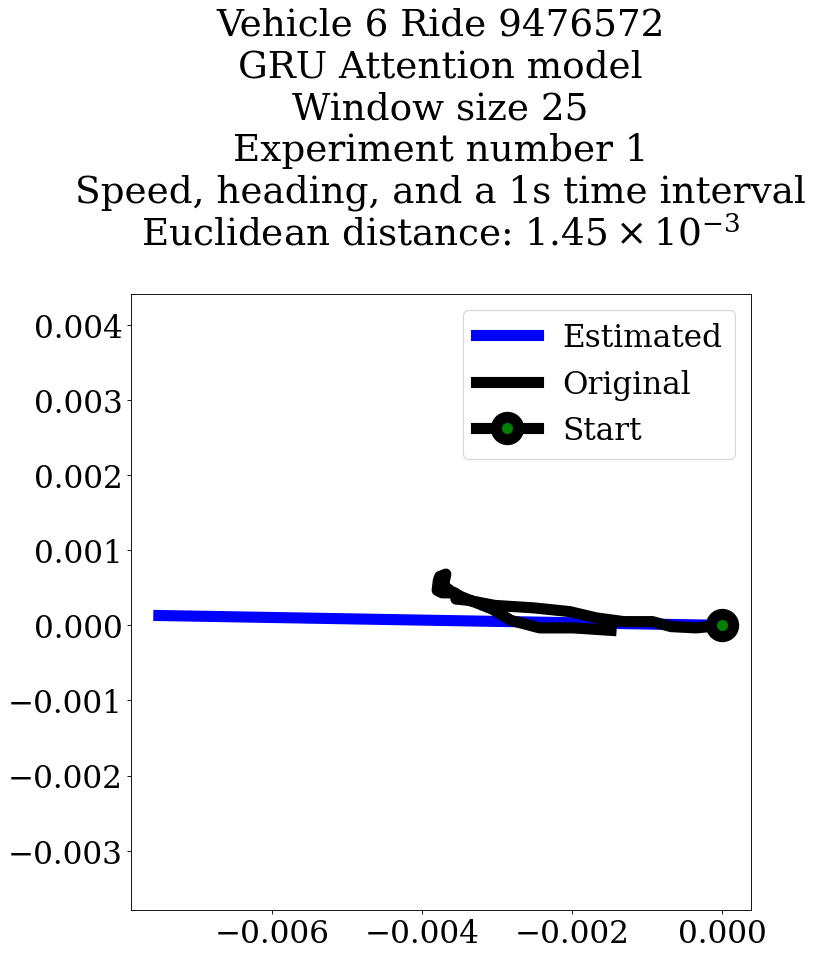 Vehicle 6 Ride 9476572
GRU Attention model
Window size 25
Experiment number 1
Speed, heading, and a 1s time interval
Euclidean distance: 1.45 × 10⁻³
Estimated
Original
Start
0.004
0.003
0.002
0.001
0.000
−0.001
−0.002
−0.003
−0.006 −0.004 −0.002 0.000